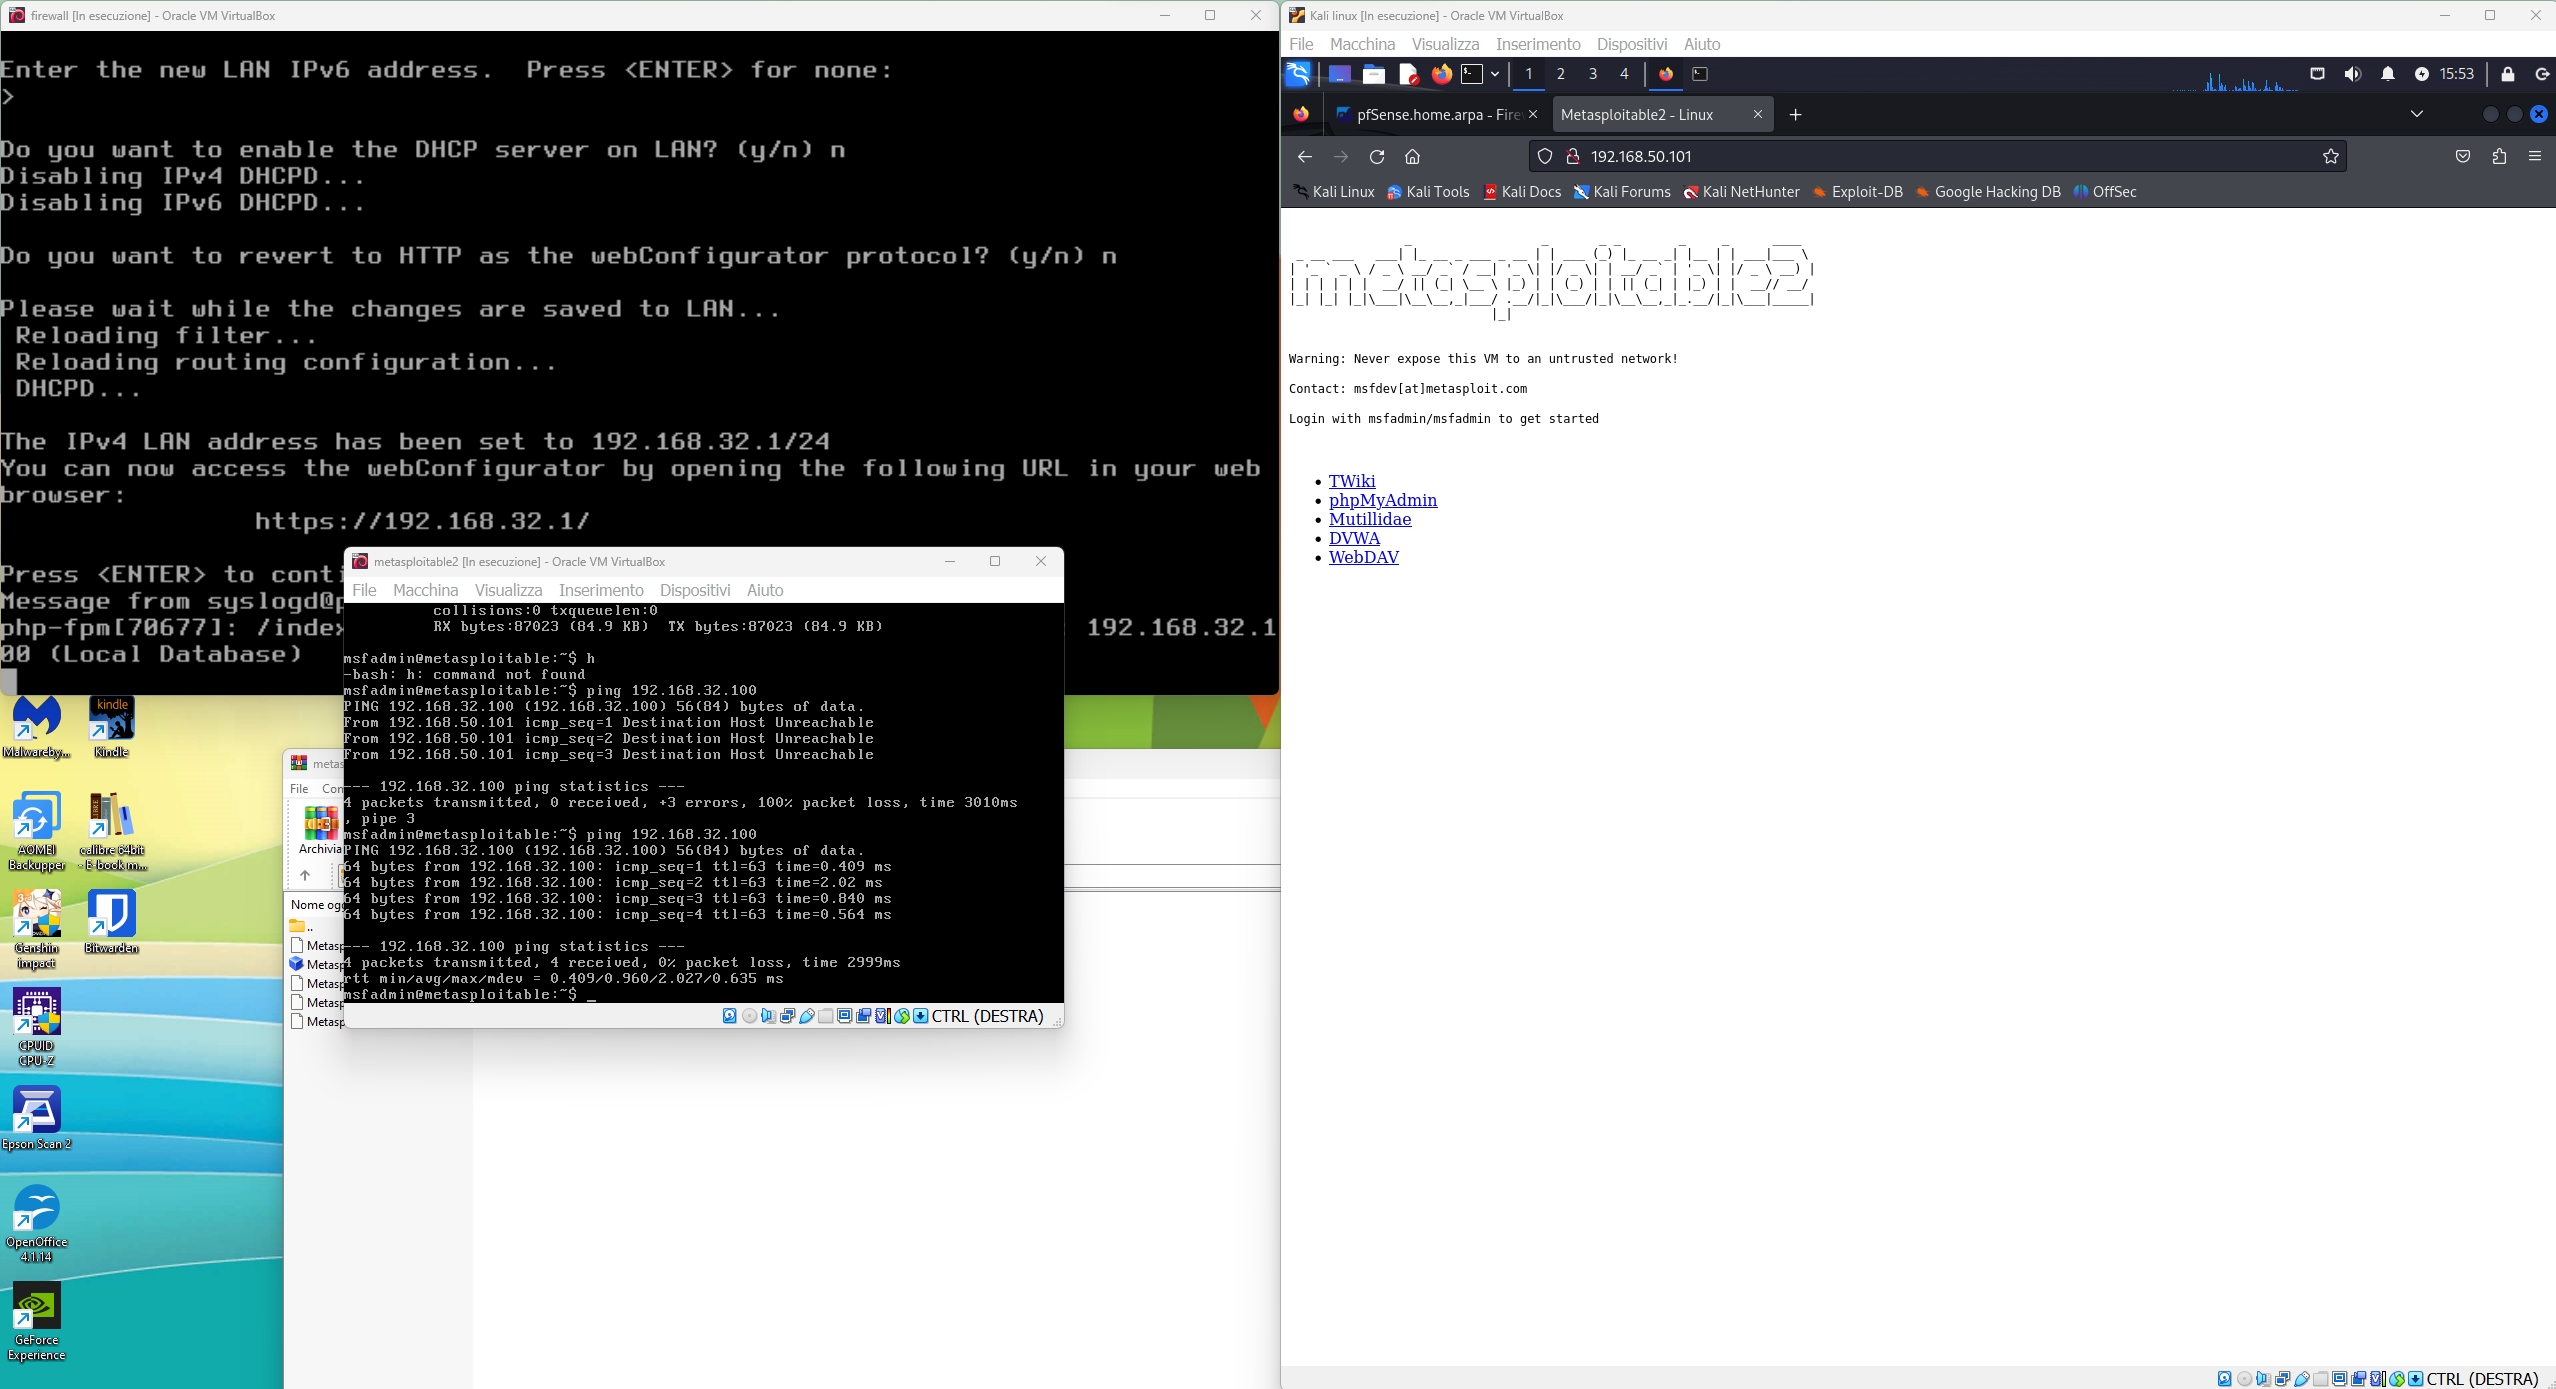 firewall [In esecuzione] - Oracle VM VirtualBox
Enter the new LAN IPv6 address.  Press <ENTER> for none:
>
Do you want to enable the DHCP server on LAN? (y/n) n
Disabling IPv4 DHCPD...
Disabling IPv6 DHCPD...
Do you want to revert to HTTP as the webConfigurator protocol? (y/n) n
Please wait while the changes are saved to LAN...
Reloading filter...
Reloading routing configuration...
DHCPD...
The IPv4 LAN address has been set to 192.168.32.1/24
You can now access the webConfigurator by opening the following URL in your web
browser:
https://192.168.32.1/
Press <ENTER> to conti
Message from syslogd@p
php-fpm[70677]: /index 192.168.32.1
00 (Local Database)
metasploitable2 [In esecuzione] - Oracle VM VirtualBox
File Macchina Visualizza Inserimento Dispositivi Aiuto
collisions:0 txqueuelen:0
RX bytes:87023 (84.9 KB)  TX bytes:87023 (84.9 KB)
msfadmin@metasploitable:~$ h
-bash: h: command not found
msfadmin@metasploitable:~$ ping 192.168.32.100
PING 192.168.32.100 (192.168.32.100) 56(84) bytes of data.
From 192.168.50.101 icmp_seq=1 Destination Host Unreachable
From 192.168.50.101 icmp_seq=2 Destination Host Unreachable
From 192.168.50.101 icmp_seq=3 Destination Host Unreachable
--- 192.168.32.100 ping statistics ---
4 packets transmitted, 0 received, +3 errors, 100% packet loss, time 3010ms
, pipe 3
msfadmin@metasploitable:~$ ping 192.168.32.100
PING 192.168.32.100 (192.168.32.100) 56(84) bytes of data.
64 bytes from 192.168.32.100: icmp_seq=1 ttl=63 time=0.409 ms
64 bytes from 192.168.32.100: icmp_seq=2 ttl=63 time=2.02 ms
64 bytes from 192.168.32.100: icmp_seq=3 ttl=63 time=0.840 ms
64 bytes from 192.168.32.100: icmp_seq=4 ttl=63 time=0.564 ms
--- 192.168.32.100 ping statistics ---
4 packets transmitted, 4 received, 0% packet loss, time 2999ms
rtt min/avg/max/mdev = 0.409/0.960/2.027/0.635 ms
msfadmin@metasploitable:~$ _
CTRL (DESTRA)
metas
File Con
Archivia
Nome ogg
..
Metasp
Metasp
Metasp
Metasp
Metasp
Malwareby...
kindle
Kindle
AOMEI
Backupper
calibre 64bit
- E-book m...
Genshin
impact
Bitwarden
CPUID
CPU-Z
Epson Scan 2
OpenOffice
4.1.14
GeForce
Experience
Kali linux [In esecuzione] - Oracle VM VirtualBox
File Macchina Visualizza Inserimento Dispositivi Aiuto
1 2 3 4 15:53
pfSense.home.arpa - Firew
Metasploitable2 - Linux
192.168.50.101
Kali Linux Kali Tools Kali Docs Kali Forums Kali NetHunter Exploit-DB Google Hacking DB OffSec
metasploitable2
Warning: Never expose this VM to an untrusted network!
Contact: msfdev[at]metasploit.com
Login with msfadmin/msfadmin to get started
TWiki
phpMyAdmin
Mutillidae
DVWA
WebDAV
CTRL (DESTRA)